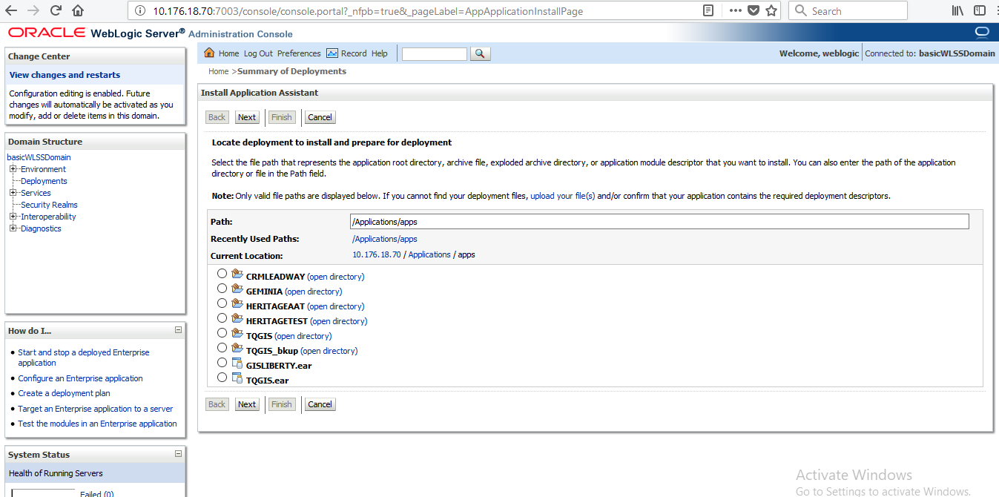 10.176.18.70:7003/console/console.portal?_nfpb=true&_pageLabel=AppApplicationInstallPage
Search
ORACLE WebLogic Server® Administration Console
Change Center
View changes and restarts
Configuration editing is enabled. Future
changes will automatically be activated as you
modify, add or delete items in this domain.
Domain Structure
basicWLSSDomain
Environment
Deployments
Services
Security Realms
Interoperability
Diagnostics
How do I...
Start and stop a deployed Enterprise
application
Configure an Enterprise application
Create a deployment plan
Target an Enterprise application to a server
Test the modules in an Enterprise application
System Status
Health of Running Servers
Failed (0)
Home Log Out Preferences Record Help
Welcome, weblogic Connected to: basicWLSSDomain
Home >Summary of Deployments
Install Application Assistant
Back Next Finish Cancel
Locate deployment to install and prepare for deployment
Select the file path that represents the application root directory, archive file, exploded archive directory, or application module descriptor that you want to install. You can also enter the path of the application
directory or file in the Path field.
Note: Only valid file paths are displayed below. If you cannot find your deployment files, upload your file(s) and/or confirm that your application contains the required deployment descriptors.
Path: /Applications/apps
Recently Used Paths: /Applications/apps
Current Location: 10.176.18.70 / Applications / apps
CRMLEADWAY (open directory)
GEMINIA (open directory)
HERITAGEAAT (open directory)
HERITAGETEST (open directory)
TQGIS (open directory)
TQGIS_bkup (open directory)
GISLIBERTY.ear
TQGIS.ear
Back Next Finish Cancel
Activate Windows
Go to Settings to activate Windows.